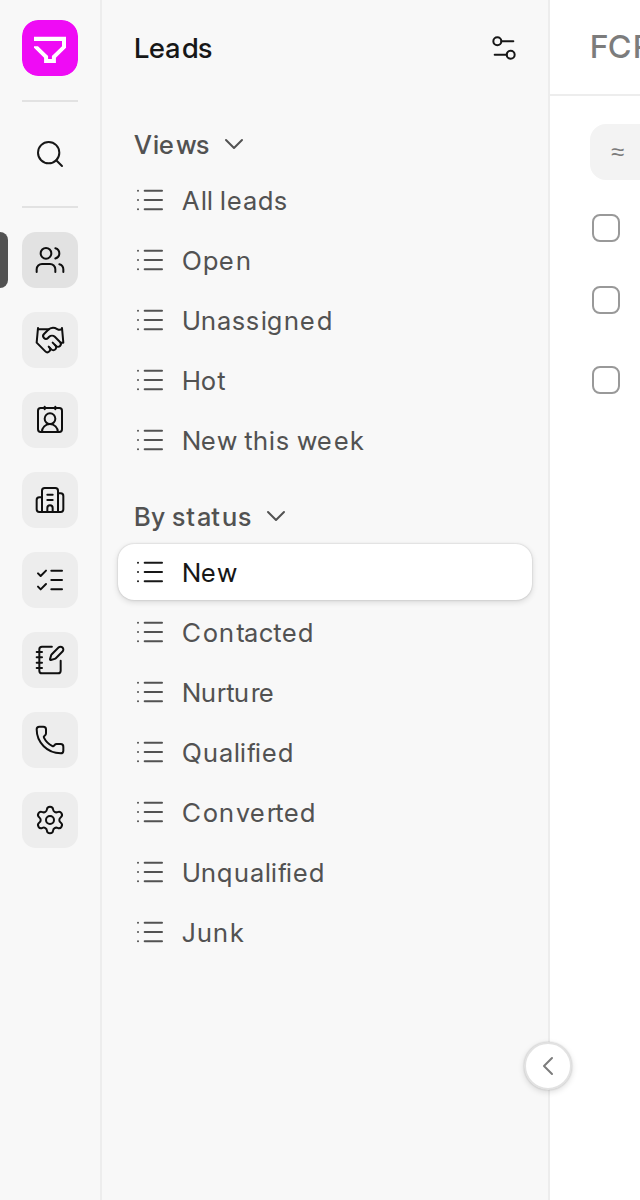 Leads
Views
All leads
Open
Unassigned
Hot
New this week
By status
New
Contacted
Nurture
Qualified
Converted
Unqualified
Junk
≈